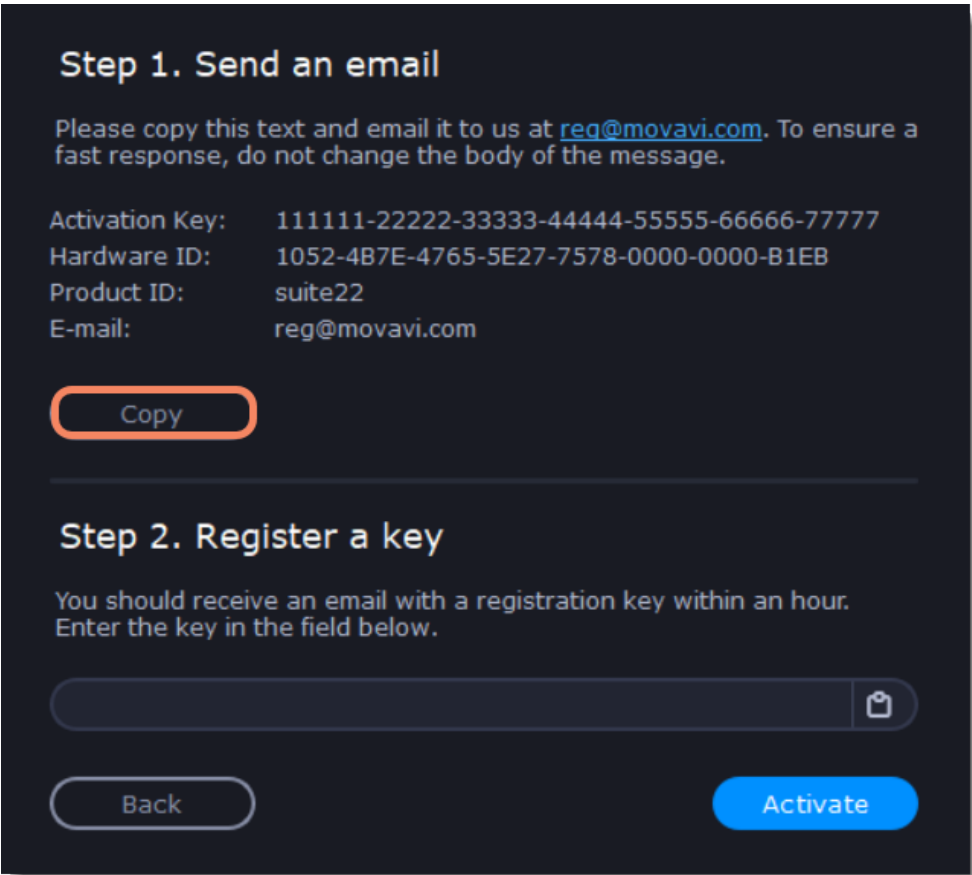 Step 1. Send an email
Please copy this text and email it to us at reg@movavi.com. To ensure a
fast response, do not change the body of the message.
Activation Key: 111111-22222-33333-44444-55555-66666-77777
Hardware ID: 1052-4B7E-4765-5E27-7578-0000-0000-B1EB
Product ID: suite22
E-mail: reg@movavi.com
Copy
Step 2. Register a key
You should receive an email with a registration key within an hour.
Enter the key in the field below.
Back
Activate